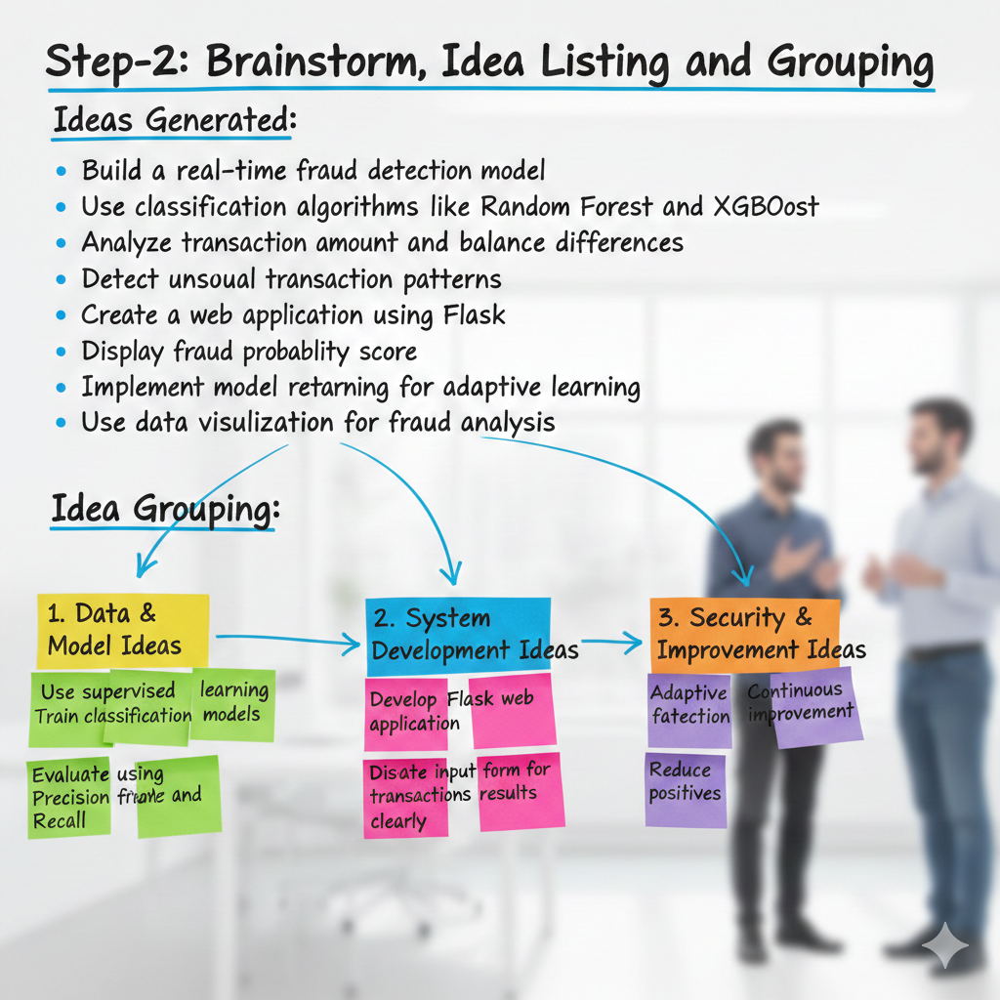 Step-2: Brainstorm, Idea Listing and Grouping
Ideas Generated:
• Build a real-time fraud detection model
• Use classification algorithms like Random Forest and XGBOost
• Analyze transaction amount and balance differences
• Detect unsoual transaction patterns
• Create a web application using Flask
• Display fraud probablity score
• Implement model retarning for adaptive learning
• Use data visulization for fraud analysis
Idea Grouping:
1. Data &
Model Ideas
Use supervised learning
Train classification models
Evaluate using
Precision and
Recall
2. System
Development Ideas
Develop Flask web
application
Disate input form for
transactions results
clearly
3. Security &
Improvement Ideas
Adaptive
fatection
Continuous
improvement
Reduce
positives